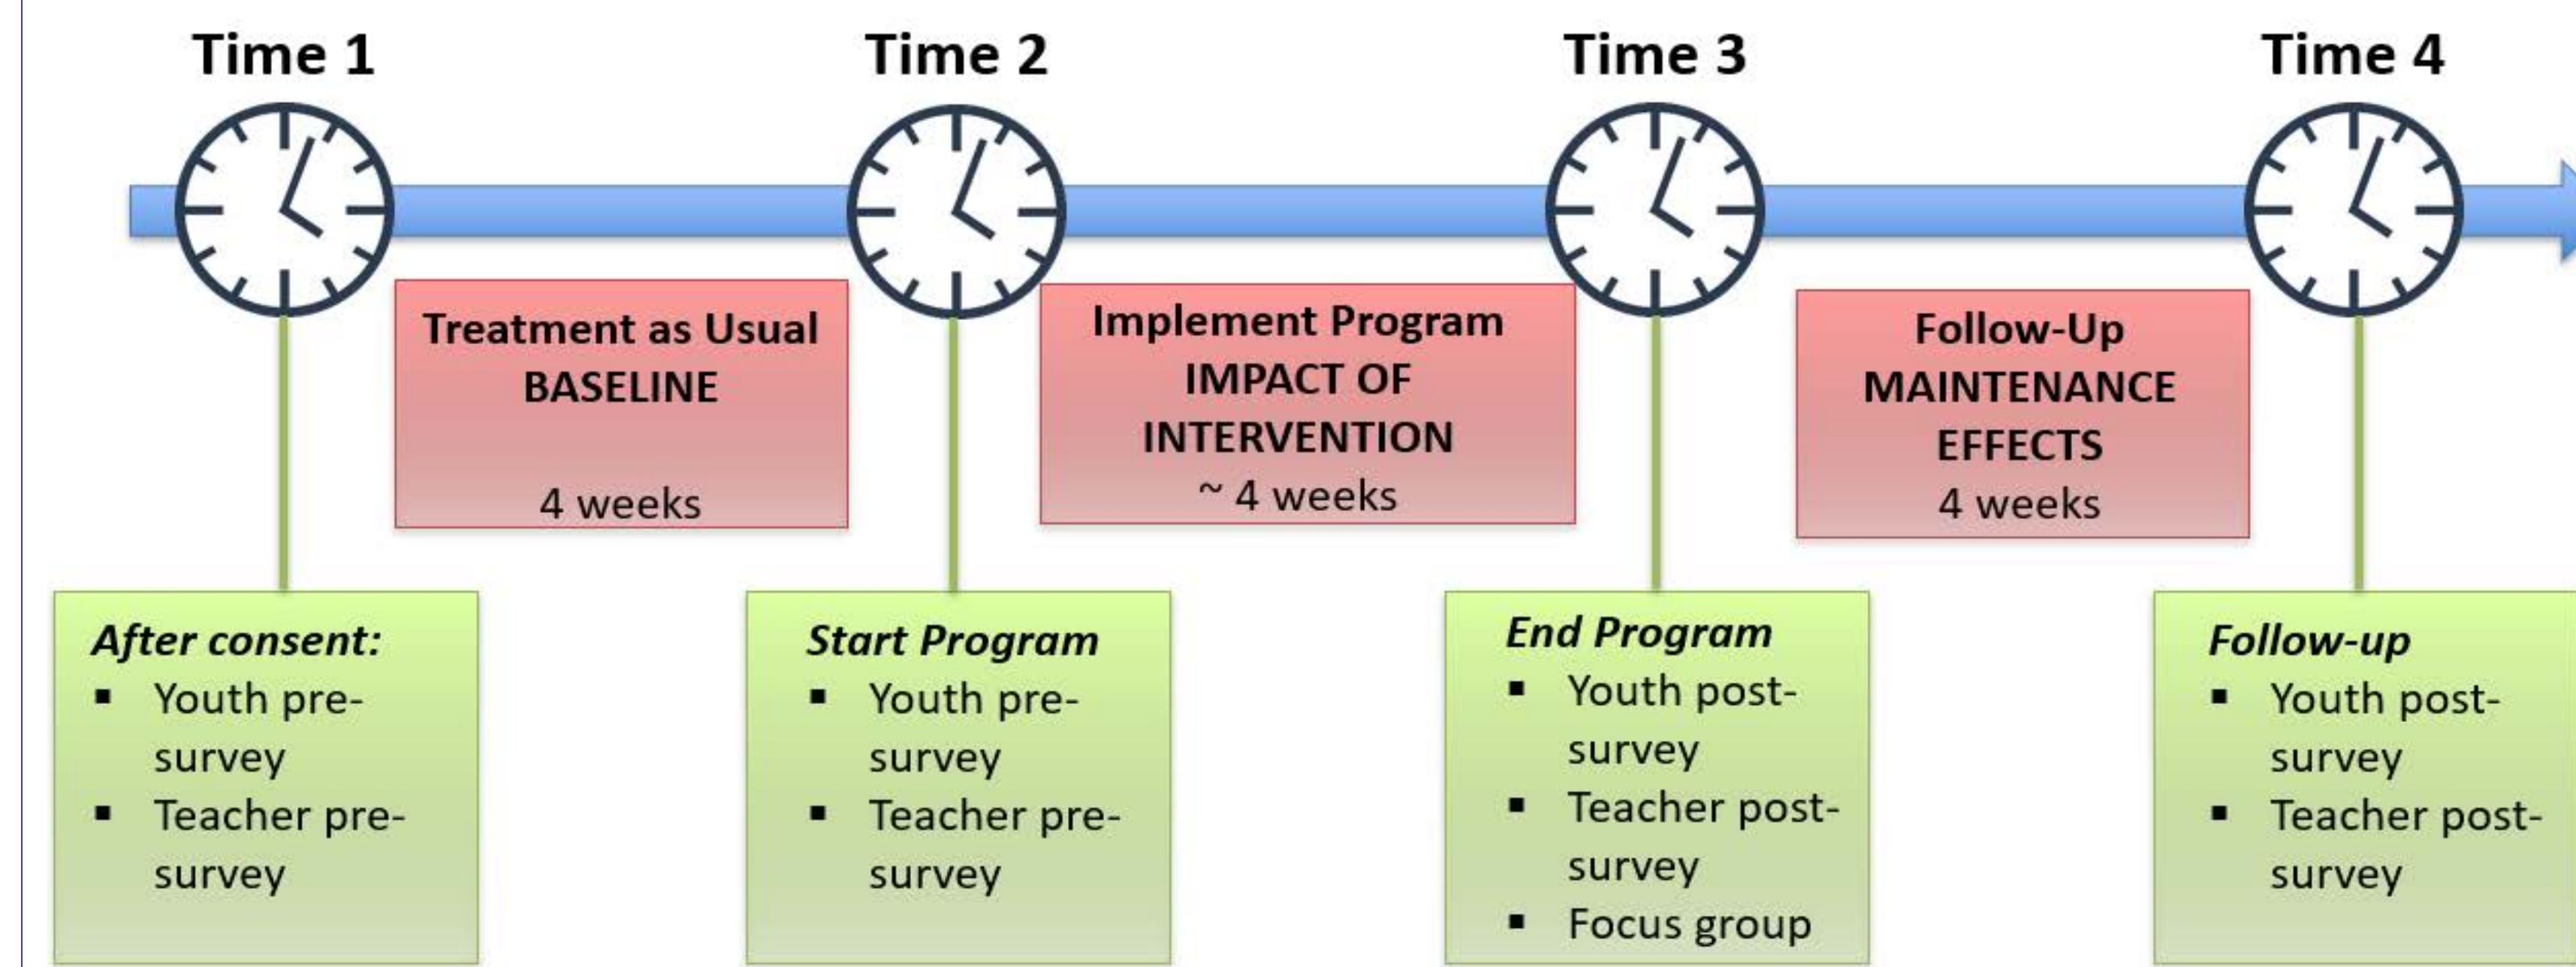 Time 1
Time 2
Time 3
Time 4
Treatment as Usual
BASELINE
4 weeks
Implement Program
IMPACT OF
INTERVENTION
~ 4 weeks
Follow-Up
MAINTENANCE
EFFECTS
4 weeks
After consent:
▪ Youth pre-
survey
▪ Teacher pre-
survey
Start Program
▪ Youth pre-
survey
▪ Teacher pre-
survey
End Program
▪ Youth post-
survey
▪ Teacher post-
survey
▪ Focus group
Follow-up
▪ Youth post-
survey
▪ Teacher post-
survey